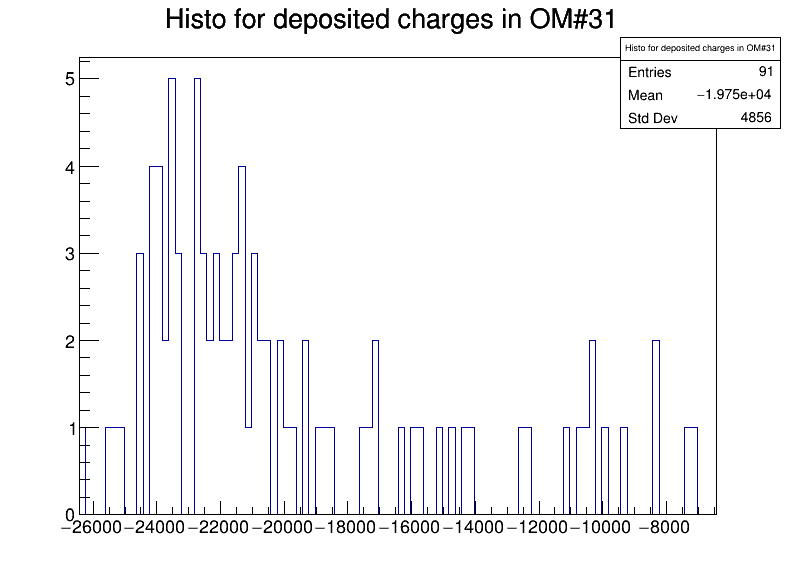 Histo for deposited charges in OM#31
Histo for deposited charges in OM#31
Entries 91
Mean −1.975e+04
Std Dev 4856
5
4
3
2
1
0
−26000 −24000 −22000 −20000 −18000 −16000 −14000 −12000 −10000 −8000